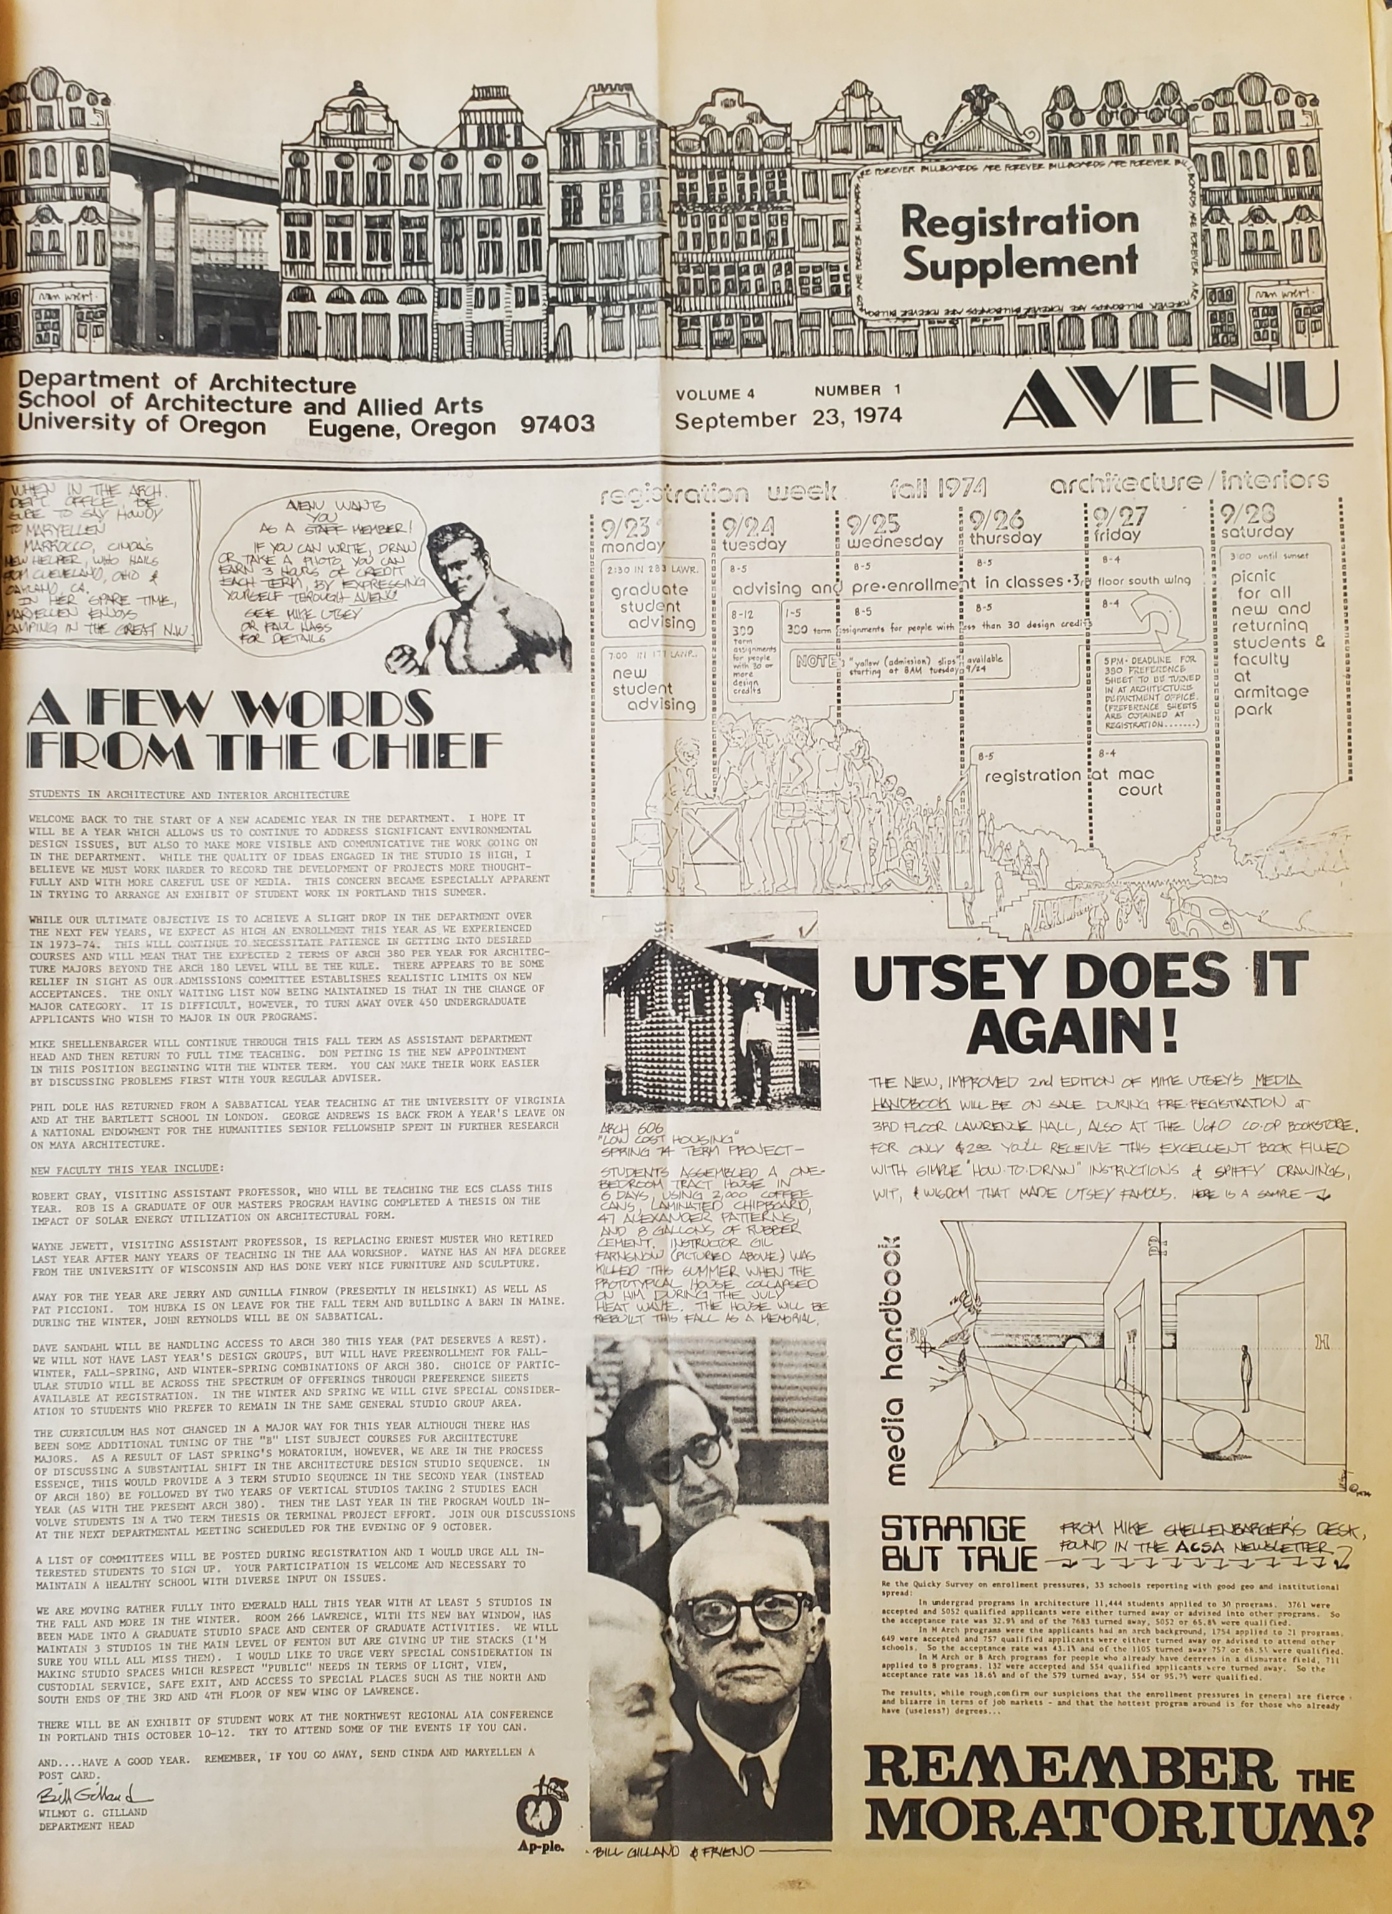 van wert
BILLBOARDS ARE FOREVER BILLBOARDS ARE FOREVER
Registration
Supplement
van wert
Department of Architecture
School of Architecture and Allied Arts
University of Oregon Eugene, Oregon 97403
VOLUME 4 NUMBER 1
September 23, 1974
AVENU
WHEN IN THE ARCH.
DEPT. OFFICE, BE
SURE TO SAY HOWDY
TO MARYELLEN
MARROCCO, CINDA'S
NEW HELPER, WHO HAILS
FROM CLEVELAND, OHIO &
OAKLAND, CA.
IN HER SPARE TIME,
MARYELLEN ENJOYS
CAMPING IN THE GREAT N.W.
AVENU WANTS
YOU
AS A STAFF MEMBER!
IF YOU CAN WRITE, DRAW
OR TAKE A PHOTO, YOU CAN
EARN 3 HOURS OF CREDIT
EACH TERM, BY EXPRESSING
YOURSELF THROUGH AVENU.
SEE MIKE UTSEY
OR PAUL HAGS
FOR DETAILS
A FEW WORDS
FROM THE CHIEF
STUDENTS IN ARCHITECTURE AND INTERIOR ARCHITECTURE
WELCOME BACK TO THE START OF A NEW ACADEMIC YEAR IN THE DEPARTMENT. I HOPE IT
WILL BE A YEAR WHICH ALLOWS US TO CONTINUE TO ADDRESS SIGNIFICANT ENVIRONMENTAL
DESIGN ISSUES, BUT ALSO TO MAKE MORE VISIBLE AND COMMUNICATIVE THE WORK GOING ON
IN THE DEPARTMENT. WHILE THE QUALITY OF IDEAS ENGAGED IN THE STUDIO IS HIGH, I
BELIEVE WE MUST WORK HARDER TO RECORD THE DEVELOPMENT OF PROJECTS MORE THOUGHT-
FULLY AND WITH MORE CAREFUL USE OF MEDIA. THIS CONCERN BECAME ESPECIALLY APPARENT
IN TRYING TO ARRANGE AN EXHIBIT OF STUDENT WORK IN PORTLAND THIS SUMMER.
WHILE OUR ULTIMATE OBJECTIVE IS TO ACHIEVE A SLIGHT DROP IN THE DEPARTMENT OVER
THE NEXT FEW YEARS, WE EXPECT AS HIGH AN ENROLLMENT THIS YEAR AS WE EXPERIENCED
IN 1973-74. THIS WILL CONTINUE TO NECESSITATE PATIENCE IN GETTING INTO DESIRED
COURSES AND WILL MEAN THAT THE EXPECTED 2 TERMS OF ARCH 380 PER YEAR FOR ARCHITEC-
TURE MAJORS BEYOND THE ARCH 180 LEVEL WILL BE THE RULE. THERE APPEARS TO BE SOME
RELIEF IN SIGHT AS OUR ADMISSIONS COMMITTEE ESTABLISHES REALISTIC LIMITS ON NEW
ACCEPTANCES. THE ONLY WAITING LIST NOW BEING MAINTAINED IS THAT IN THE CHANGE OF
MAJOR CATEGORY. IT IS DIFFICULT, HOWEVER, TO TURN AWAY OVER 450 UNDERGRADUATE
APPLICANTS WHO WISH TO MAJOR IN OUR PROGRAMS.
MIKE SHELLENBARGER WILL CONTINUE THROUGH THIS FALL TERM AS ASSISTANT DEPARTMENT
HEAD AND THEN RETURN TO FULL TIME TEACHING. DON PETING IS THE NEW APPOINTMENT
IN THIS POSITION BEGINNING WITH THE WINTER TERM. YOU CAN MAKE THEIR WORK EASIER
BY DISCUSSING PROBLEMS FIRST WITH YOUR REGULAR ADVISER.
PHIL DOLE HAS RETURNED FROM A SABBATICAL YEAR TEACHING AT THE UNIVERSITY OF VIRGINIA
AND AT THE BARTLETT SCHOOL IN LONDON. GEORGE ANDREWS IS BACK FROM A YEAR'S LEAVE ON
A NATIONAL ENDOWMENT FOR THE HUMANITIES SENIOR FELLOWSHIP SPENT IN FURTHER RESEARCH
ON MAYA ARCHITECTURE.
NEW FACULTY THIS YEAR INCLUDE:
ROBERT GRAY, VISITING ASSISTANT PROFESSOR, WHO WILL BE TEACHING THE ECS CLASS THIS
YEAR. ROB IS A GRADUATE OF OUR MASTERS PROGRAM HAVING COMPLETED A THESIS ON THE
IMPACT OF SOLAR ENERGY UTILIZATION ON ARCHITECTURAL FORM.
WAYNE JEWETT, VISITING ASSISTANT PROFESSOR, IS REPLACING ERNEST MUSTER WHO RETIRED
LAST YEAR AFTER MANY YEARS OF TEACHING IN THE AAA WORKSHOP. WAYNE HAS AN MFA DEGREE
FROM THE UNIVERSITY OF WISCONSIN AND HAS DONE VERY NICE FURNITURE AND SCULPTURE.
AWAY FOR THE YEAR ARE JERRY AND GUNILLA FINROW (PRESENTLY IN HELSINKI) AS WELL AS
PAT PICCIONI. TOM HUBKA IS ON LEAVE FOR THE FALL TERM AND BUILDING A BARN IN MAINE.
DURING THE WINTER, JOHN REYNOLDS WILL BE ON SABBATICAL.
DAVE SANDAHL WILL BE HANDLING ACCESS TO ARCH 380 THIS YEAR (PAT DESERVES A REST).
WE WILL NOT HAVE LAST YEAR'S DESIGN GROUPS, BUT WILL HAVE PREENROLLMENT FOR FALL-
WINTER, FALL-SPRING, AND WINTER-SPRING COMBINATIONS OF ARCH 380. CHOICE OF PARTIC-
ULAR STUDIO WILL BE ACROSS THE SPECTRUM OF OFFERINGS THROUGH PREFERENCE SHEETS
AVAILABLE AT REGISTRATION. IN THE WINTER AND SPRING WE WILL GIVE SPECIAL CONSIDER-
ATION TO STUDENTS WHO PREFER TO REMAIN IN THE SAME GENERAL STUDIO GROUP AREA.
THE CURRICULUM HAS NOT CHANGED IN A MAJOR WAY FOR THIS YEAR ALTHOUGH THERE HAS
BEEN SOME ADDITIONAL TUNING OF THE "B" LIST SUBJECT COURSES FOR ARCHITECTURE
MAJORS. AS A RESULT OF LAST SPRING'S MORATORIUM, HOWEVER, WE ARE IN THE PROCESS
OF DISCUSSING A SUBSTANTIAL SHIFT IN THE ARCHITECTURE DESIGN STUDIO SEQUENCE. IN
ESSENCE, THIS WOULD PROVIDE A 3 TERM STUDIO SEQUENCE IN THE SECOND YEAR (INSTEAD
OF ARCH 180) BE FOLLOWED BY TWO YEARS OF VERTICAL STUDIOS TAKING 2 STUDIES EACH
YEAR (AS WITH THE PRESENT ARCH 380). THEN THE LAST YEAR IN THE PROGRAM WOULD IN-
VOLVE STUDENTS IN A TWO TERM THESIS OR TERMINAL PROJECT EFFORT. JOIN OUR DISCUSSIONS
AT THE NEXT DEPARTMENTAL MEETING SCHEDULED FOR THE EVENING OF 9 OCTOBER.
A LIST OF COMMITTEES WILL BE POSTED DURING REGISTRATION AND I WOULD URGE ALL IN-
TERESTED STUDENTS TO SIGN UP. YOUR PARTICIPATION IS WELCOME AND NECESSARY TO
MAINTAIN A HEALTHY SCHOOL WITH DIVERSE INPUT ON ISSUES.
WE ARE MOVING RATHER FULLY INTO EMERALD HALL THIS YEAR WITH AT LEAST 5 STUDIOS IN
THE FALL AND MORE IN THE WINTER. ROOM 266 LAWRENCE, WITH ITS NEW BAY WINDOW, HAS
BEEN MADE INTO A GRADUATE STUDIO SPACE AND CENTER OF GRADUATE ACTIVITIES. WE WILL
MAINTAIN 3 STUDIOS IN THE MAIN LEVEL OF FENTON BUT ARE GIVING UP THE STACKS (I'M
SURE YOU WILL ALL MISS THEM). I WOULD LIKE TO URGE VERY SPECIAL CONSIDERATION IN
MAKING STUDIO SPACES WHICH RESPECT "PUBLIC" NEEDS IN TERMS OF LIGHT, VIEW,
CUSTODIAL SERVICE, SAFE EXIT, AND ACCESS TO SPECIAL PLACES SUCH AS THE NORTH AND
SOUTH ENDS OF THE 3RD AND 4TH FLOOR OF NEW WING OF LAWRENCE.
THERE WILL BE AN EXHIBIT OF STUDENT WORK AT THE NORTHWEST REGIONAL AIA CONFERENCE
IN PORTLAND THIS OCTOBER 10-12. TRY TO ATTEND SOME OF THE EVENTS IF YOU CAN.
AND....HAVE A GOOD YEAR. REMEMBER, IF YOU GO AWAY, SEND CINDA AND MARYELLEN A
POST CARD.
Bill Gilland
WILMOT G. GILLAND
DEPARTMENT HEAD
Ap-ple.
registration week fall 1974 architecture/interiors
9/23
monday
2:30 IN 283 LAWR.
graduate
student
advising
7:00 IN 177 LAWR.
new
student
advising
9/24
tuesday
9/25
wednesday
9/26
thursday
9/27
friday
9/28
saturday
8-5 8-5 8-5 8-4
advising and pre-enrollment in classes-3rd floor south wing
8-12
380
term
assignments
for people
with 30 or
more
design
credits
1-5 8-5 8-5 8-4
380 term assignments for people with less than 30 design credits
NOTE: "yellow (admission) slips" available
starting at 8AM tuesday, 9/24
5PM-DEADLINE FOR
380 PREFERENCE
SHEET TO BE TURNED
IN AT ARCHITECTURE
DEPARTMENT OFFICE.
(PREFERENCE SHEETS
ARE OBTAINED AT
REGISTRATION.......)
8-5 8-4
registration at mac
court
3:00 until sunset
picnic
for all
new and
returning
students &
faculty
at
armitage
park
ARCH 606
"LOW COST HOUSING"
SPRING 74 TERM PROJECT-
STUDENTS ASSEMBLED A ONE-
BEDROOM TRACT HOUSE IN
6 DAYS, USING 2,000 COFFEE
CANS, LAMINATED CHIPBOARD,
47 ALEXANDER PATTERNS,
AND 8 GALLONS OF RUBBER
CEMENT. INSTRUCTOR GIL
FARNSNOW (PICTURED ABOVE) WAS
KILLED THIS SUMMER WHEN THE
PROTOTYPICAL HOUSE COLLAPSED
ON HIM DURING THE JULY
HEAT WAVE. THE HOUSE WILL BE
REBUILT THIS FALL AS A MEMORIAL.
BILL GILLAND & FRIEND
UTSEY DOES IT
AGAIN!
THE NEW, IMPROVED 2nd EDITION OF MIKE UTSEY'S MEDIA
HANDBOOK WILL BE ON SALE DURING PRE-REGISTRATION at
3RD FLOOR LAWRENCE HALL, ALSO AT THE UofO CO-OP BOOKSTORE.
FOR ONLY $2.00 YOU'LL RECEIVE THIS EXCELLENT BOOK FILLED
WITH SIMPLE "HOW-TO-DRAW" INSTRUCTIONS & SPIFFY DRAWINGS,
WIT, & WISDOM THAT MADE UTSEY FAMOUS. HERE IS A SAMPLE
media handbook
STRANGE
BUT TRUE
FROM MIKE SHELLENBARGER'S DESK,
FOUND IN THE ACSA NEWSLETTER
Re the Quicky Survey on enrollment pressures, 33 schools reporting with good geo and institutional
spread:
In undergrad programs in architecture 11,444 students applied to 30 programs. 3761 were
accepted and 5052 qualified applicants were either turned away or advised into other programs. So
the acceptance rate was 32.9% and of the 7683 turned away, 5052 or 65.8% were qualified.
In M Arch programs were the applicants had an arch background, 1754 applied to 21 programs,
649 were accepted and 757 qualified applicants were either turned away or advised to attend other
schools. So the acceptance rate was 43.1% and of the 1105 turned away 757 or 68.5% were qualified.
In M Arch or B Arch programs for people who already have degrees in a disparate field, 711
applied to 8 programs. 132 were accepted and 554 qualified applicants were turned away. So the
acceptance rate was 18.6% and of the 579 turned away, 554 or 95.7% were qualified.
The results, while rough, confirm our suspicions that the enrollment pressures in general are fierce
and bizarre in terms of job markets - and that the hottest program around is for those who already
have (useless?) degrees...
REMEMBER THE
MORATORIUM?